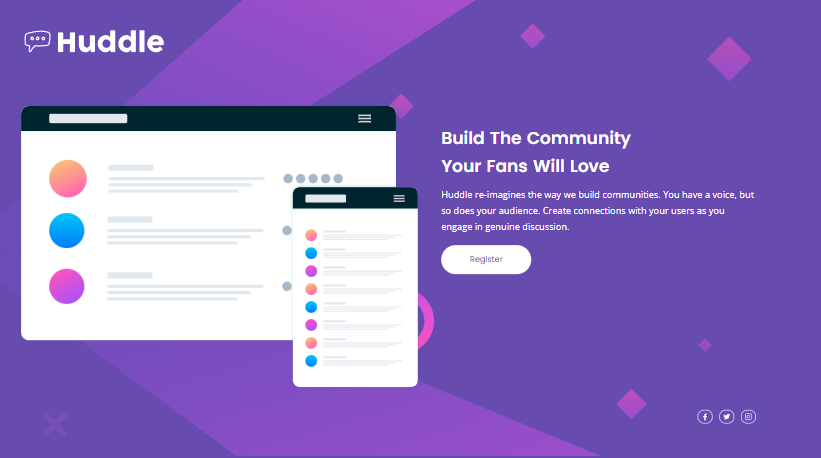 Huddle
Build The Community
Your Fans Will Love
Huddle re-imagines the way we build communities. You have a voice, but
so does your audience. Create connections with your users as you
engage in genuine discussion.
Register